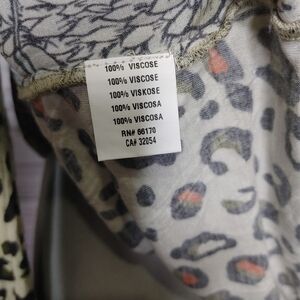 100% VISCOSE
100% VISCOSE
100% VISKOSE
100% VISCOSA
100% VISCOSA
RN# 66170
CA# 32054